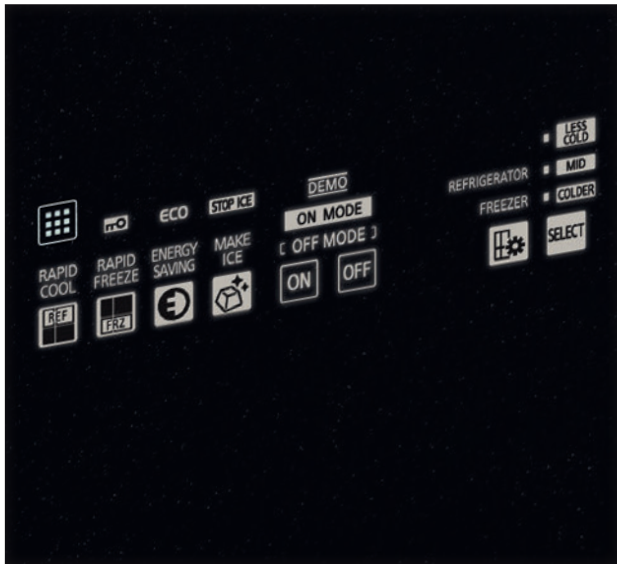 ECO
STOP ICE
RAPID
COOL
REF
RAPID
FREEZE
FRZ
ENERGY
SAVING
MAKE
ICE
DEMO
ON MODE
[ OFF MODE ]
ON
OFF
REFRIGERATOR
FREEZER
LESS
COLD
MID
COLDER
SELECT